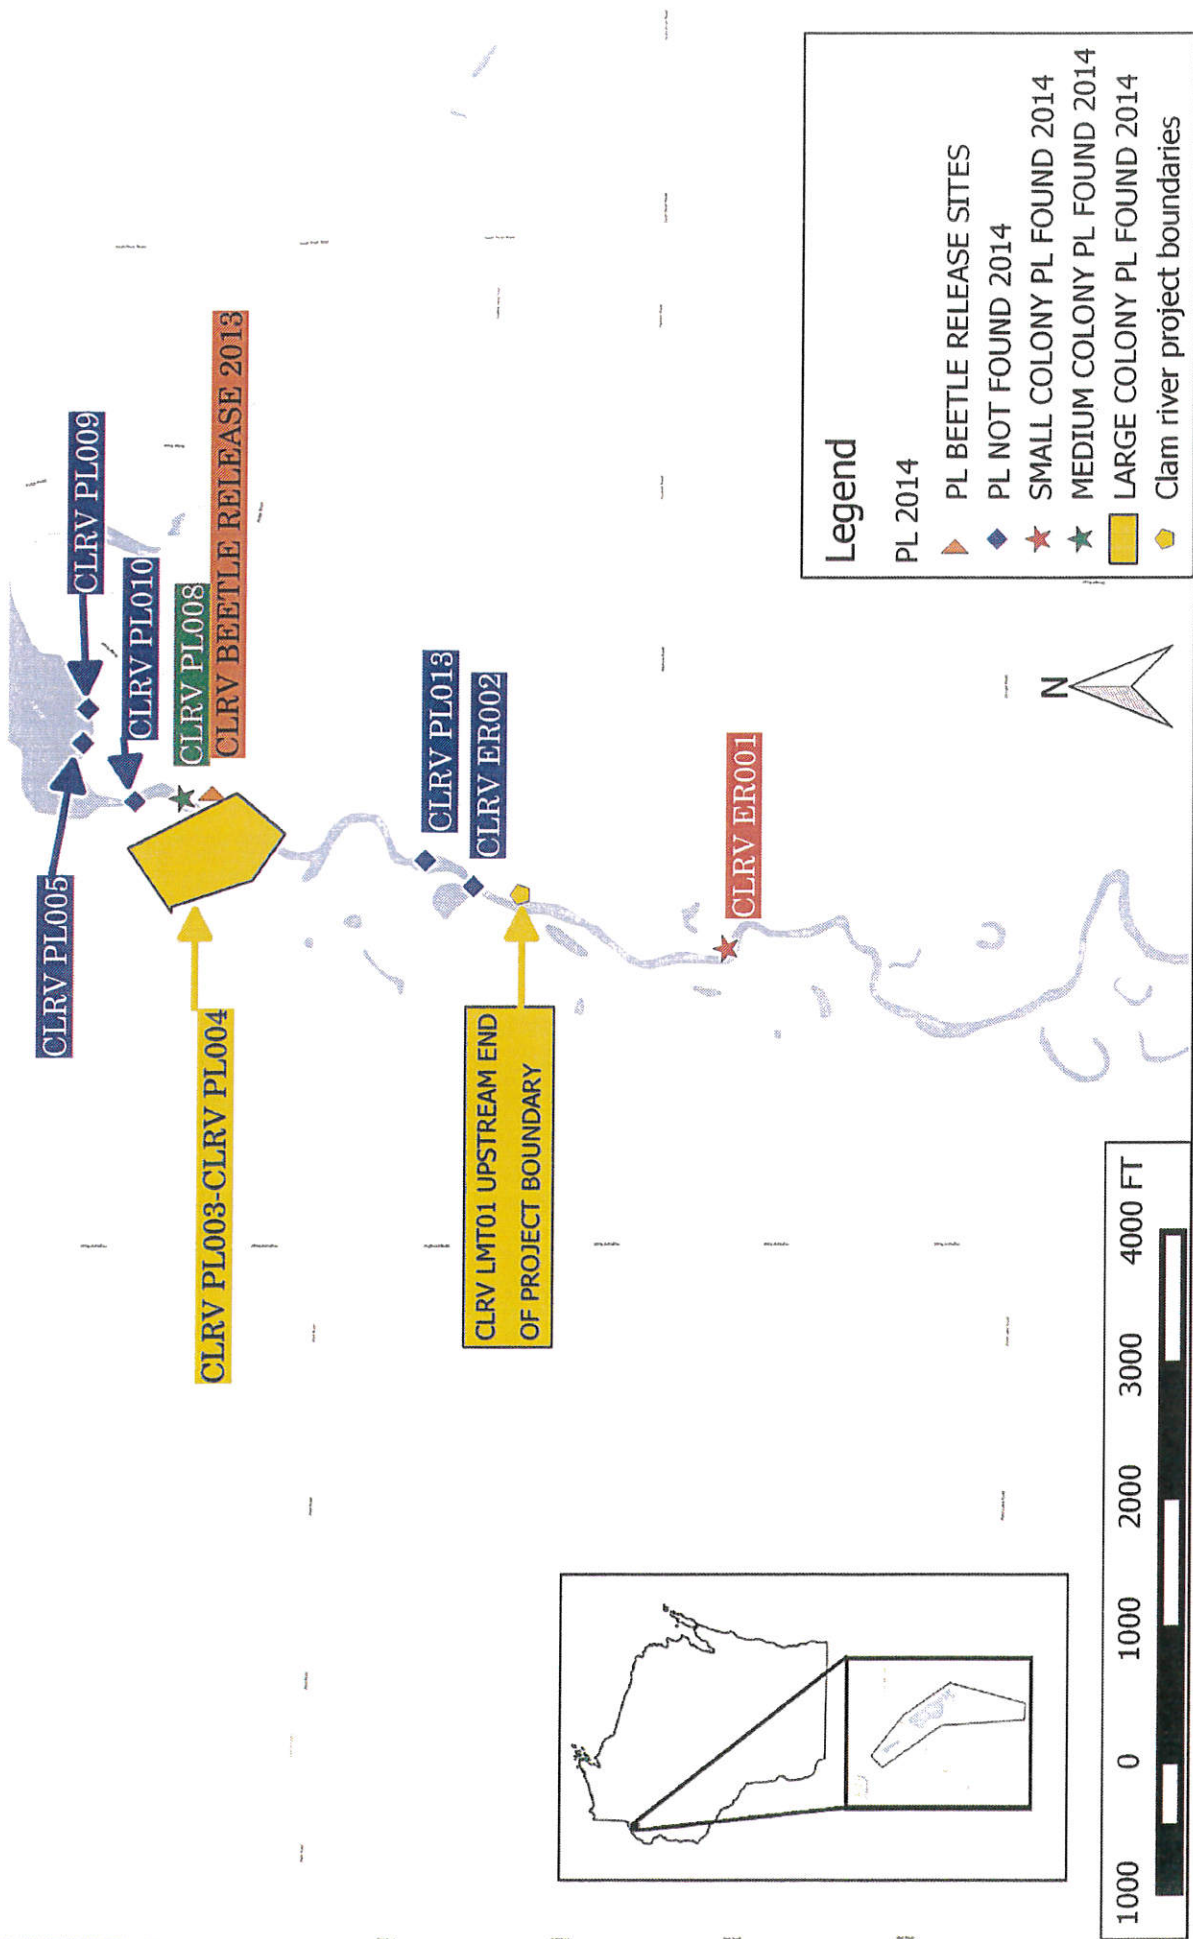 CLRV PL009
CLRV PL005
CLRV PL010
CLRV PL008
CLRV BEETLE RELEASE 2013
CLRV PL003-CLRV PL004
CLRV PL013
CLRV ER002
CLRV LMT01 UPSTREAM END
OF PROJECT BOUNDARY
CLRV ER001
N
Legend
PL 2014
PL BEETLE RELEASE SITES
PL NOT FOUND 2014
SMALL COLONY PL FOUND 2014
MEDIUM COLONY PL FOUND 2014
LARGE COLONY PL FOUND 2014
Clam river project boundaries
1000 0 1000 2000 3000 4000 FT